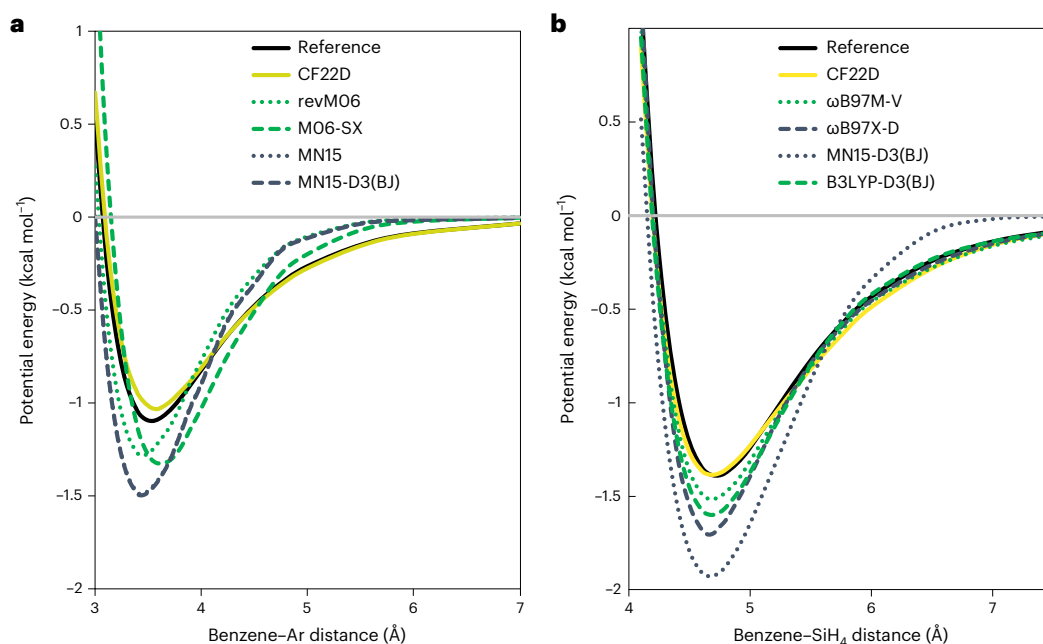 a
Potential energy (kcal mol⁻¹)
1
0.5
0
–0.5
–1
–1.5
–2
Reference
CF22D
revM06
M06-SX
MN15
MN15-D3(BJ)
3
4
5
6
7
Benzene–Ar distance (Å)
b
Potential energy (kcal mol⁻¹)
0.5
0
–0.5
–1
–1.5
–2
Reference
CF22D
ωB97M-V
ωB97X-D
MN15-D3(BJ)
B3LYP-D3(BJ)
4
5
6
7
Benzene–SiH₄ distance (Å)